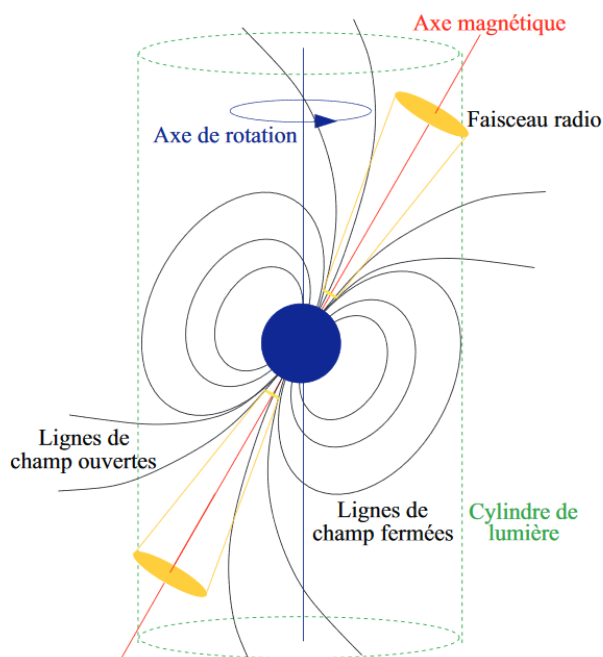 Axe magnétique
Faisceau radio
Axe de rotation
Lignes de
champ ouvertes
Lignes de
champ fermées
Cylindre de
lumière